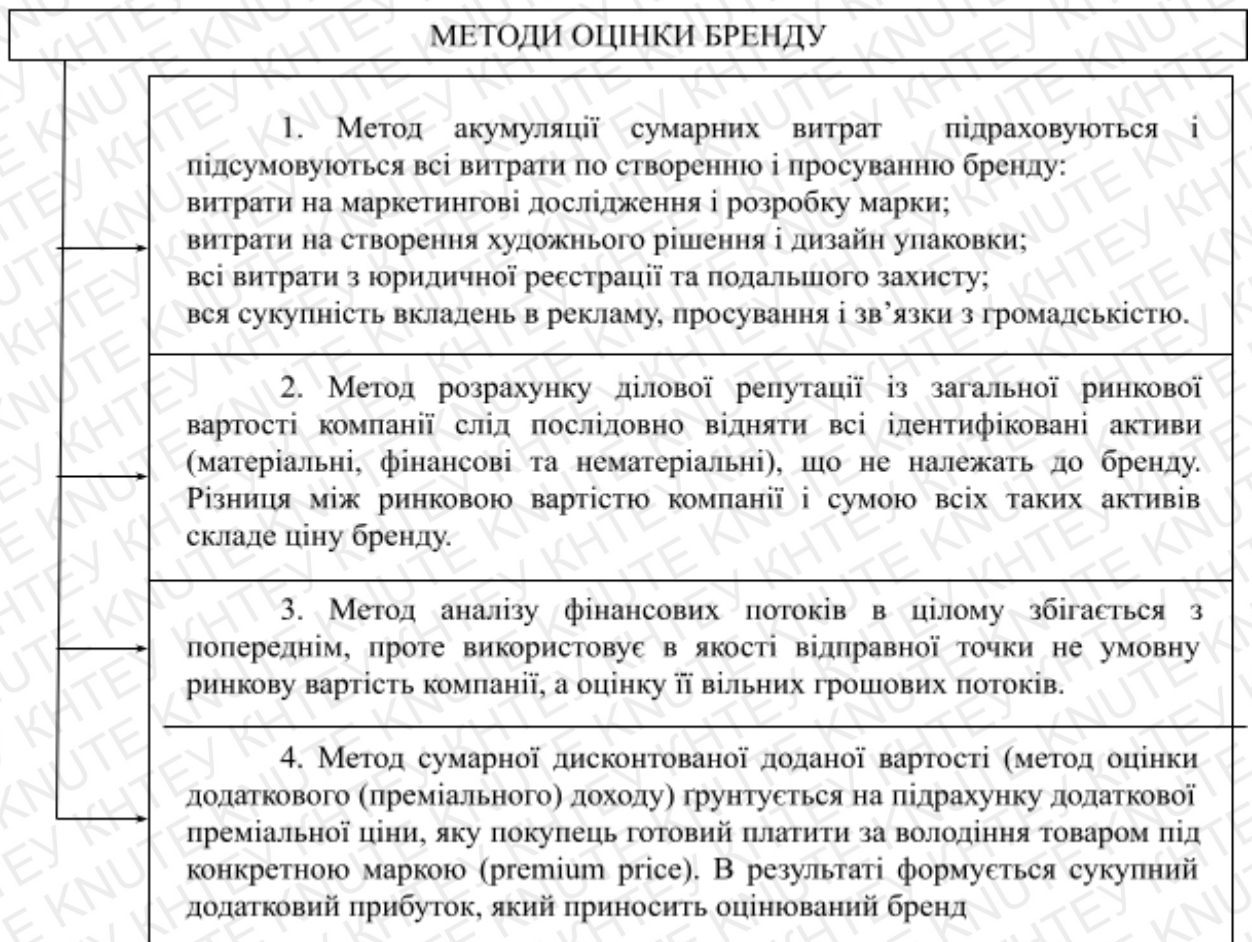 МЕТОДИ ОЦІНКИ БРЕНДУ
1. Метод акумуляції сумарних витрат підраховуються і
підсумовуються всі витрати по створенню і просуванню бренду:
витрати на маркетингові дослідження і розробку марки;
витрати на створення художнього рішення і дизайн упаковки;
всі витрати з юридичної реєстрації та подальшого захисту;
вся сукупність вкладень в рекламу, просування і зв’язки з громадськістю.
2. Метод розрахунку ділової репутації із загальної ринкової
вартості компанії слід послідовно відняти всі ідентифіковані активи
(матеріальні, фінансові та нематеріальні), що не належать до бренду.
Різниця між ринковою вартістю компанії і сумою всіх таких активів
складе ціну бренду.
3. Метод аналізу фінансових потоків в цілому збігається з
попереднім, проте використовує в якості відправної точки не умовну
ринкову вартість компанії, а оцінку її вільних грошових потоків.
4. Метод сумарної дисконтованої доданої вартості (метод оцінки
додаткового (преміального) доходу) ґрунтується на підрахунку додаткової
преміальної ціни, яку покупець готовий платити за володіння товаром під
конкретною маркою (premium price). В результаті формується сукупний
додатковий прибуток, який приносить оцінюваний бренд